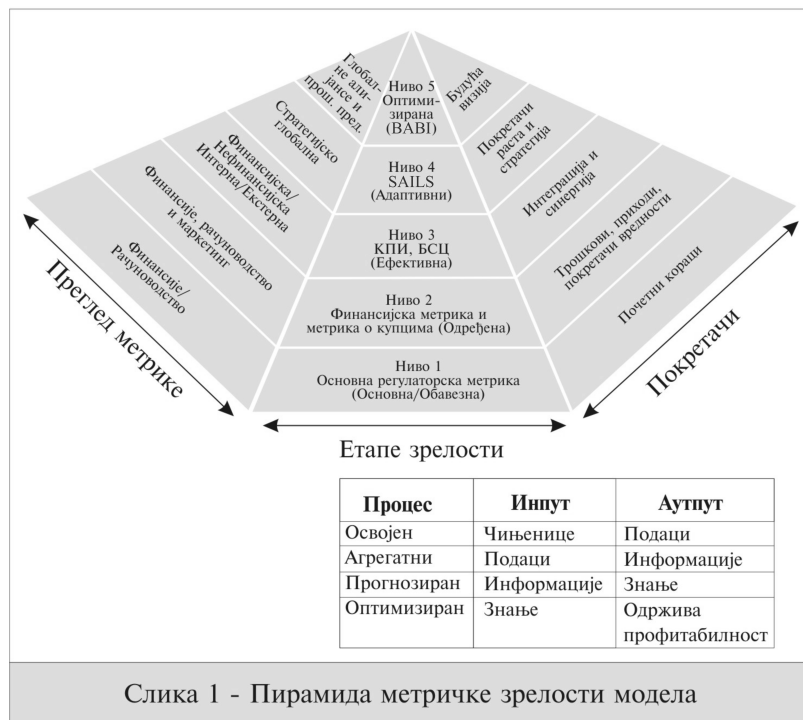 Глобал-
не али-
јансе и
прош. пред.
Стратегијско
глобална
Финансијска/
Нефинансијска
Интерна/Екстерна
Финансије, рачуноводство
и маркетинг
Финансије/
Рачуноводство
Преглед метрике
Ниво 5
Оптими-
зирана
(BABI)
Ниво 4
SAILS
(Адаптивни)
Ниво 3
КПИ, БСЦ
(Ефективна)
Ниво 2
Финансијска метрика и
метрика о купцима (Одређена)
Ниво 1
Основна регулаторска метрика
(Основна/Обавезна)
Етапе зрелости
Будућа
визија
Покретачи
раста и
стратегија
Интеграција и
синергија
Трошкови, приходи,
покретачи вредности
Почетни кораци
Покретачи
Процес Инпут Аутпут
Освојен Чињенице Подаци
Агрегатни Подаци Информације
Прогнозиран Информације Знање
Оптимизиран Знање Одржива
профитабилност
Слика 1 - Пирамида метричке зрелости модела